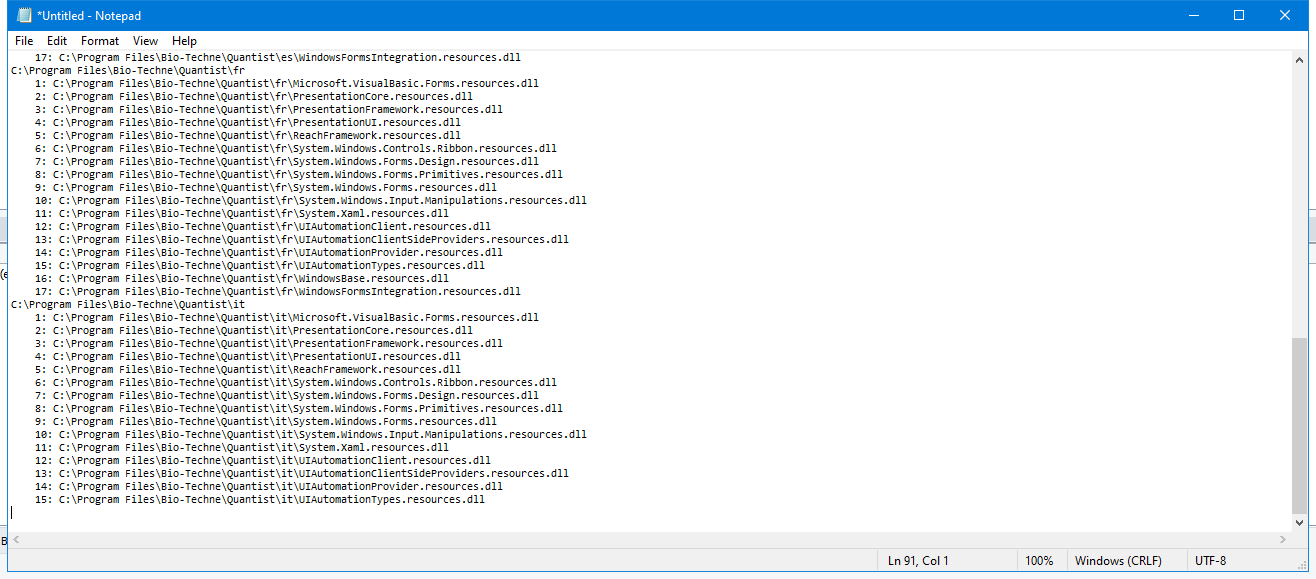 *Untitled - Notepad
File Edit Format View Help
17: C:\Program Files\Bio-Techne\Quantist\es\WindowsFormsIntegration.resources.dll
C:\Program Files\Bio-Techne\Quantist\fr
1: C:\Program Files\Bio-Techne\Quantist\fr\Microsoft.VisualBasic.Forms.resources.dll
2: C:\Program Files\Bio-Techne\Quantist\fr\PresentationCore.resources.dll
3: C:\Program Files\Bio-Techne\Quantist\fr\PresentationFramework.resources.dll
4: C:\Program Files\Bio-Techne\Quantist\fr\PresentationUI.resources.dll
5: C:\Program Files\Bio-Techne\Quantist\fr\ReachFramework.resources.dll
6: C:\Program Files\Bio-Techne\Quantist\fr\System.Windows.Controls.Ribbon.resources.dll
7: C:\Program Files\Bio-Techne\Quantist\fr\System.Windows.Forms.Design.resources.dll
8: C:\Program Files\Bio-Techne\Quantist\fr\System.Windows.Forms.Primitives.resources.dll
9: C:\Program Files\Bio-Techne\Quantist\fr\System.Windows.Forms.resources.dll
10: C:\Program Files\Bio-Techne\Quantist\fr\System.Windows.Input.Manipulations.resources.dll
11: C:\Program Files\Bio-Techne\Quantist\fr\System.Xaml.resources.dll
12: C:\Program Files\Bio-Techne\Quantist\fr\UIAutomationClient.resources.dll
13: C:\Program Files\Bio-Techne\Quantist\fr\UIAutomationClientSideProviders.resources.dll
14: C:\Program Files\Bio-Techne\Quantist\fr\UIAutomationProvider.resources.dll
15: C:\Program Files\Bio-Techne\Quantist\fr\UIAutomationTypes.resources.dll
16: C:\Program Files\Bio-Techne\Quantist\fr\WindowsBase.resources.dll
17: C:\Program Files\Bio-Techne\Quantist\fr\WindowsFormsIntegration.resources.dll
C:\Program Files\Bio-Techne\Quantist\it
1: C:\Program Files\Bio-Techne\Quantist\it\Microsoft.VisualBasic.Forms.resources.dll
2: C:\Program Files\Bio-Techne\Quantist\it\PresentationCore.resources.dll
3: C:\Program Files\Bio-Techne\Quantist\it\PresentationFramework.resources.dll
4: C:\Program Files\Bio-Techne\Quantist\it\PresentationUI.resources.dll
5: C:\Program Files\Bio-Techne\Quantist\it\ReachFramework.resources.dll
6: C:\Program Files\Bio-Techne\Quantist\it\System.Windows.Controls.Ribbon.resources.dll
7: C:\Program Files\Bio-Techne\Quantist\it\System.Windows.Forms.Design.resources.dll
8: C:\Program Files\Bio-Techne\Quantist\it\System.Windows.Forms.Primitives.resources.dll
9: C:\Program Files\Bio-Techne\Quantist\it\System.Windows.Forms.resources.dll
10: C:\Program Files\Bio-Techne\Quantist\it\System.Windows.Input.Manipulations.resources.dll
11: C:\Program Files\Bio-Techne\Quantist\it\System.Xaml.resources.dll
12: C:\Program Files\Bio-Techne\Quantist\it\UIAutomationClient.resources.dll
13: C:\Program Files\Bio-Techne\Quantist\it\UIAutomationClientSideProviders.resources.dll
14: C:\Program Files\Bio-Techne\Quantist\it\UIAutomationProvider.resources.dll
15: C:\Program Files\Bio-Techne\Quantist\it\UIAutomationTypes.resources.dll
Ln 91, Col 1 100% Windows (CRLF) UTF-8